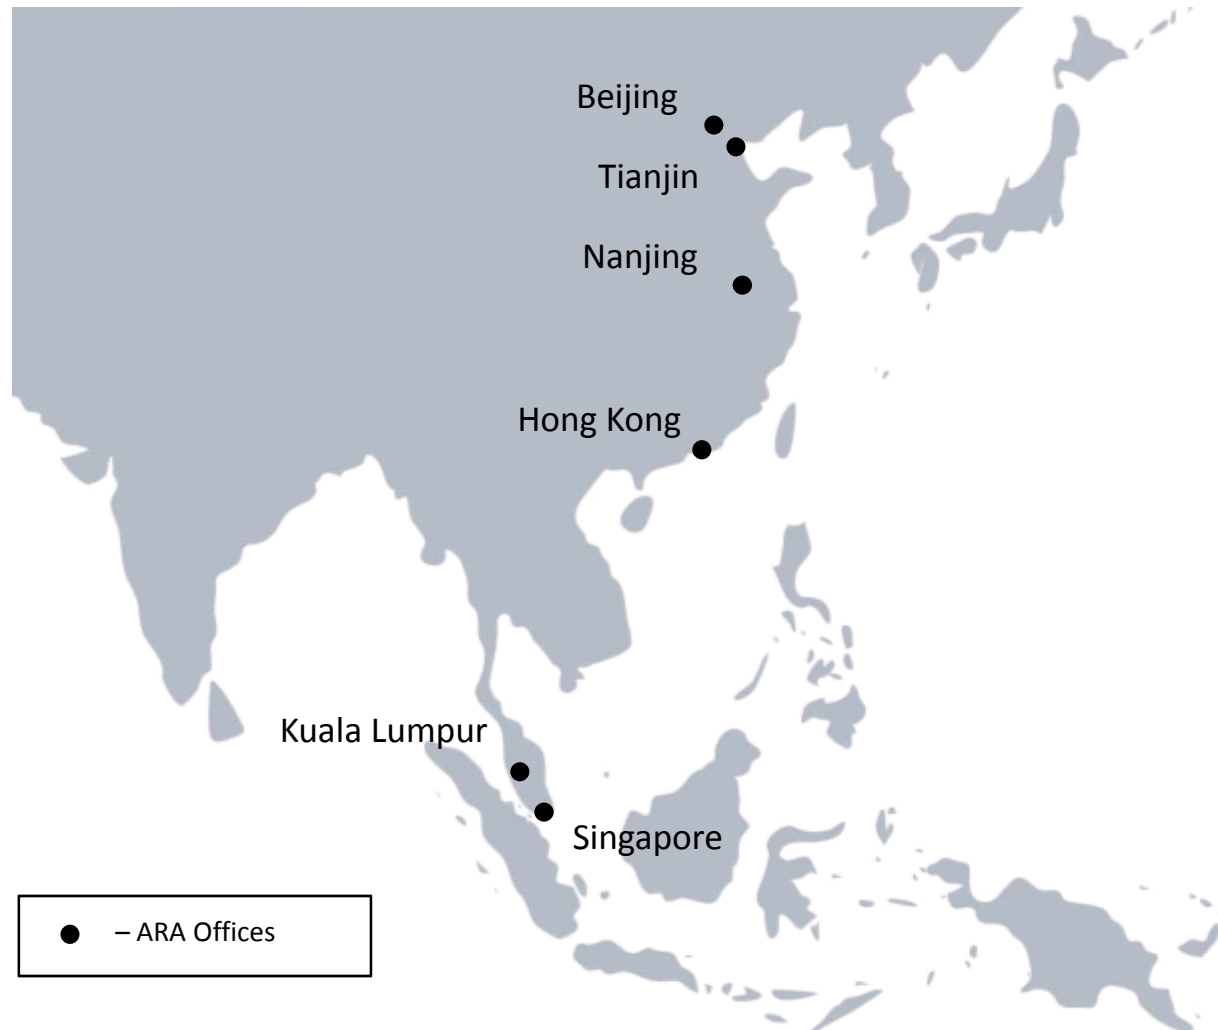 Beijing
Tianjin
Nanjing
Hong Kong
Kuala Lumpur
Singapore
– ARA Offices